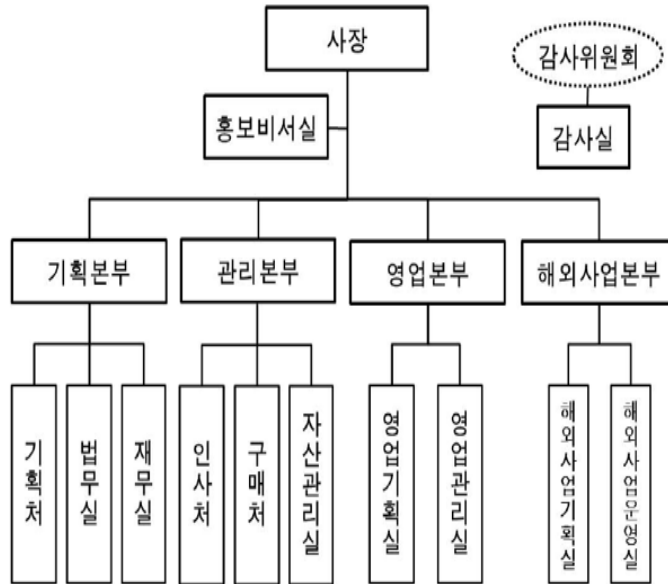 사장
감사위원회
홍보비서실
감사실
기획본부
관리본부
영업본부
해외사업본부
기획처
법무실
재무실
인사처
구매처
자산관리실
영업기획실
영업관리실
해외사업기획실
해외사업운영실